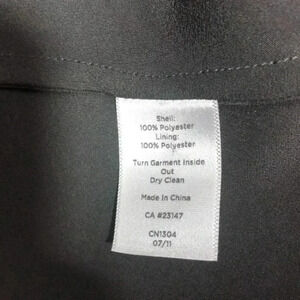 Shell:
100% Polyester
Lining:
100% Polyester
Turn Garment Inside
Out
Dry Clean
Made In China
CA #23147
CN1304
07/11